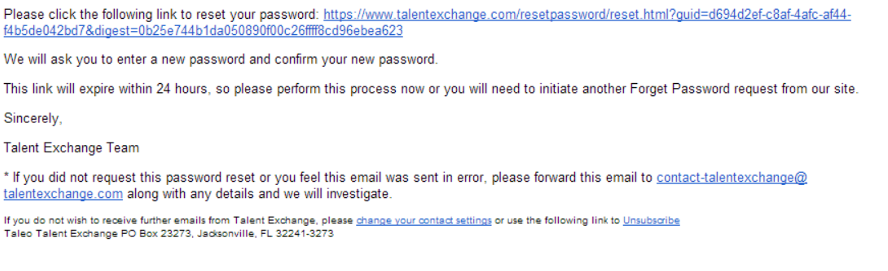 Please click the following link to reset your password: https://www.talentexchange.com/resetpassword/reset.html?guid=d694d2ef-c8af-4afc-af44-
f4b5de042bd7&digest=0b25e744b1da050890f00c26ffff8cd96ebea623
We will ask you to enter a new password and confirm your new password.
This link will expire within 24 hours, so please perform this process now or you will need to initiate another Forget Password request from our site.
Sincerely,
Talent Exchange Team
* If you did not request this password reset or you feel this email was sent in error, please forward this email to contact-talentexchange@
talentexchange.com along with any details and we will investigate.
If you do not wish to receive further emails from Talent Exchange, please change your contact settings or use the following link to Unsubscribe
Taleo Talent Exchange PO Box 23273, Jacksonville, FL 32241-3273